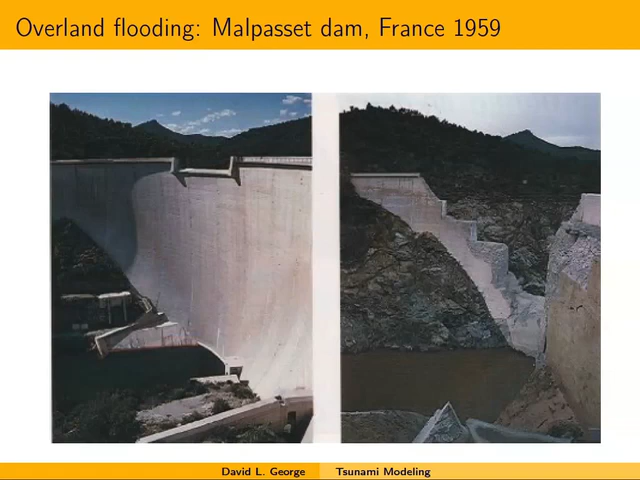 Overland flooding: Malpasset dam, France 1959
David L. George
Tsunami Modeling